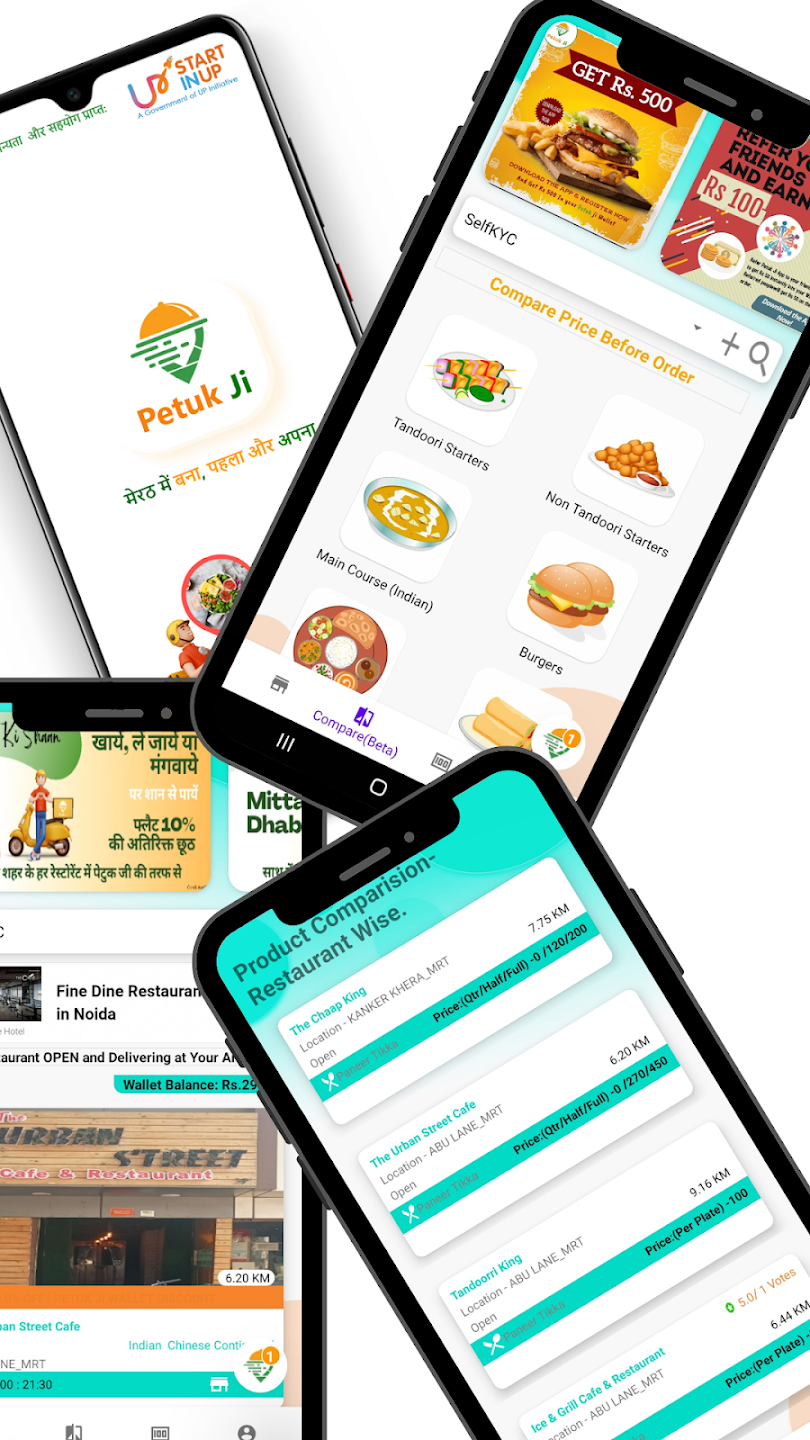 START
IN UP
A Government of UP Initiative
और सहयोग प्राप्त:
Petuk Ji
मेरठ में बना, पहला और अपना
Petuk Ji
GET Rs. 500
DOWNLOAD THE APP NOW
DOWNLOAD THE APP & REGISTER NOW
And Get Rs 500 In your Petuk Ji Wallet
REFER YO
FRIENDS
AND EARN
RS 100
Download the A
Now!
SelfKYC
Compare Price Before Order
Tandoori Starters
Non Tandoori Starters
Main Course (Indian)
Burgers
Compare(Beta)
1
Ki Shaan
खाये, ले जाये या
मंगवाये
पर शान से पायें
फ्लैट 10%
की अतिरिक्त छूठ
शहर के हर रेस्टोरेंट में पेटुक जी की तरफ से
Mitta
Dhab
साथ में
C
Fine Dine Restauran
in Noida
e Hotel
aurant OPEN and Delivering at Your Ar
Wallet Balance: Rs.29
The
URBAN STREET
Cafe & Restaurant
6.20 KM
ban Street Cafe
Indian Chinese Conti
NE_MRT
00 : 21:30
1
Product Comparision-
Restaurant Wise.
The Chaap King
7.75 KM
Location - KANKER KHERA_MRT
Open
Price:(Qtr/Half/Full) -0 /120/200
Paneer Tikka
The Urban Street Cafe
6.20 KM
Location - ABU LANE_MRT
Open
Price:(Qtr/Half/Full) -0 /270/450
Paneer Tikka
Tandoorri King
9.16 KM
Location - ABU LANE_MRT
Open
Price:(Per Plate) -100
Paneer Tikka
5.0/ 1 Votes
Ice & Grill Cafe & Restaurant
6.44 KM
Location - ABU LANE_MRT
Open
Price:(Per Plate) -